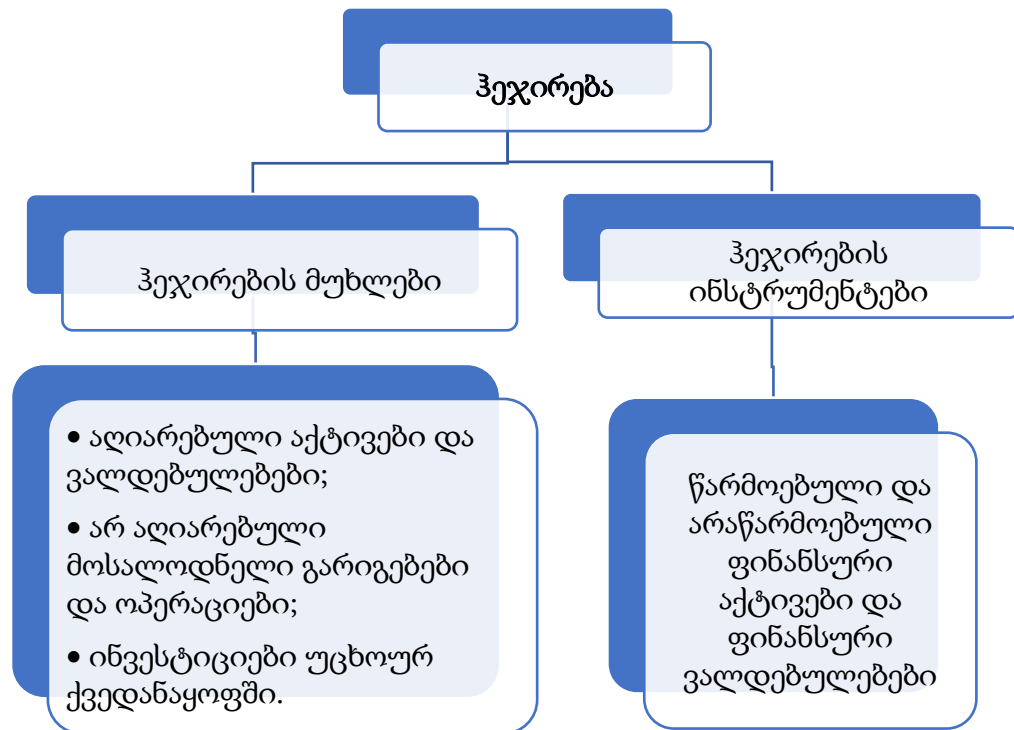 ჰეჯირება
ჰეჯირების მუხლები
ჰეჯირების
ინსტრუმენტები
• აღიარებული აქტივები და
ვალდებულებები;
• არ აღიარებული
მოსალოდნელი გარიგებები
და ოპერაციები;
• ინვესტიციები უცხოურ
ქვედანაყოფში.
წარმოებული და
არაწარმოებული
ფინანსური
აქტივები და
ფინანსური
ვალდებულებები